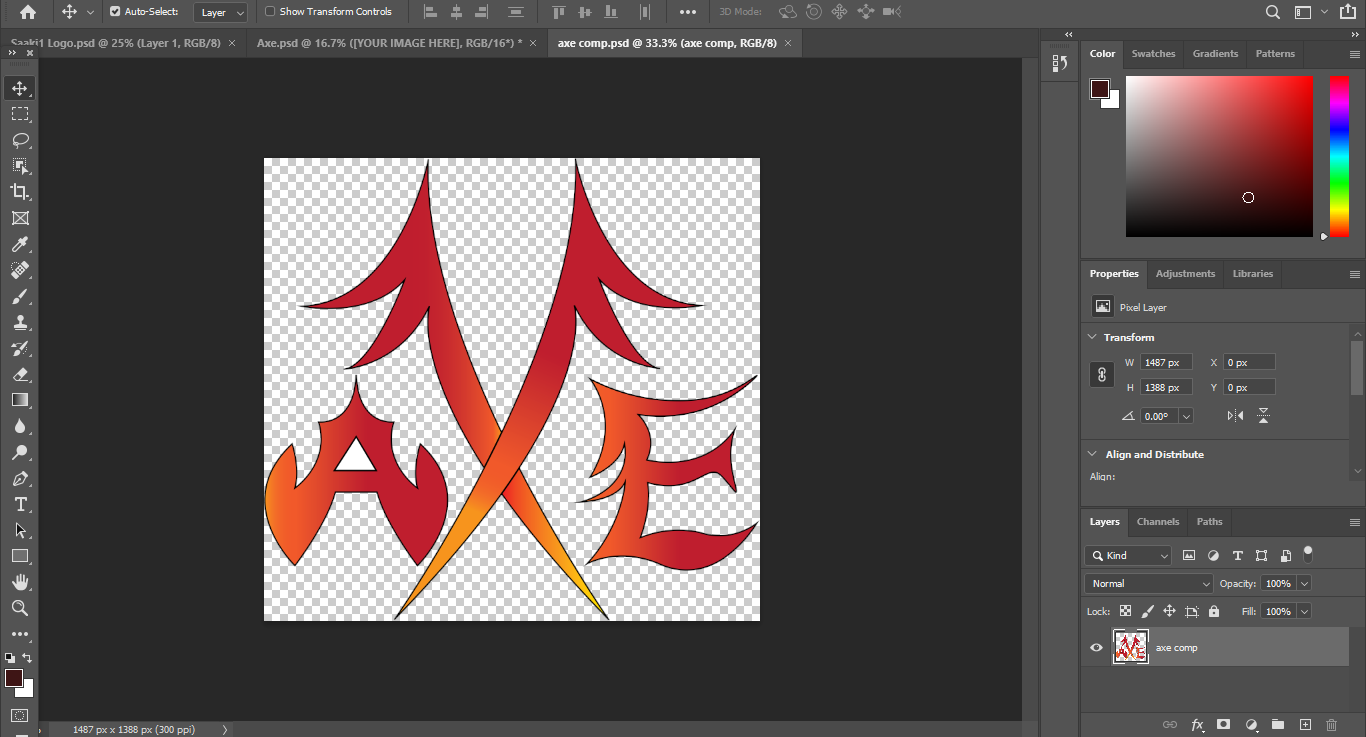 Auto-Select: Layer Show Transform Controls 3D Mode:
Saaki1 Logo.psd @ 25% (Layer 1, RGB/8) × Axe.psd @ 16.7% ([YOUR IMAGE HERE], RGB/16*) * × axe comp.psd @ 33.3% (axe comp, RGB/8) ×
Color Swatches Gradients Patterns
Properties Adjustments Libraries
Pixel Layer
Transform
W 1487 px X 0 px
H 1388 px Y 0 px
0.00°
Align and Distribute
Align:
AXE
Layers Channels Paths
Kind
Normal Opacity: 100%
Lock: Fill: 100%
axe comp
1487 px x 1388 px (300 ppi)